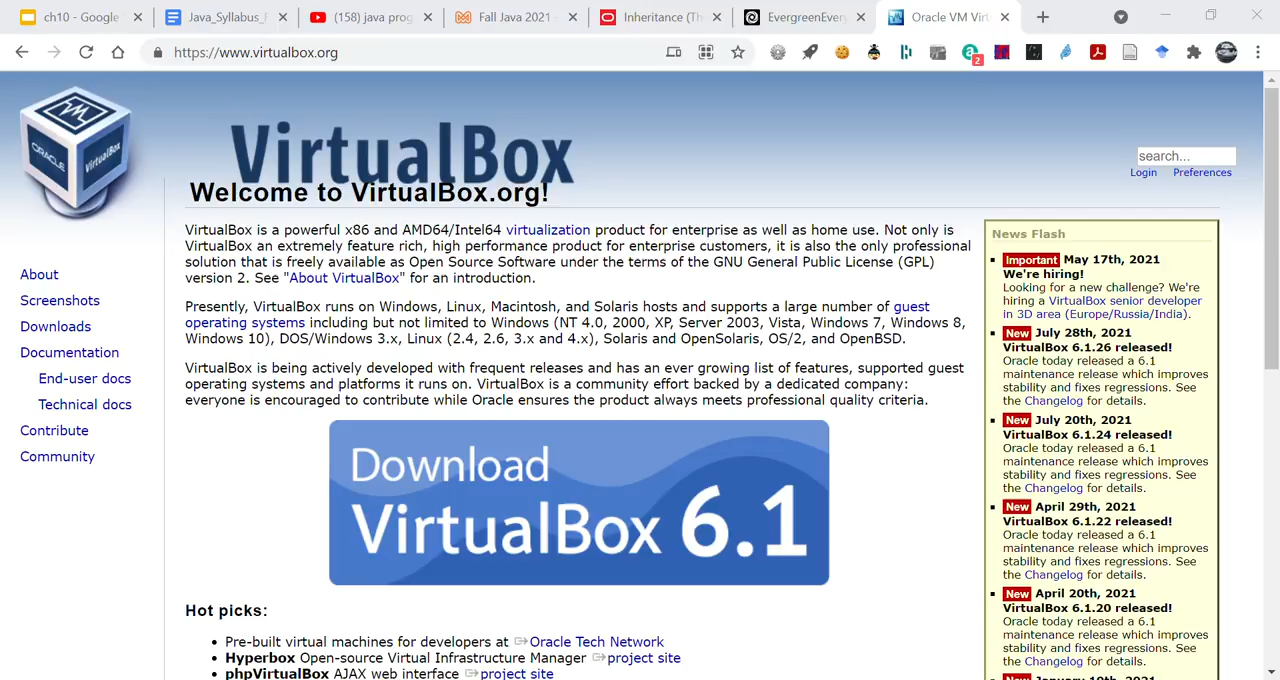 ch10 - Google
Java_Syllabus_
(158) java prog
Fall Java 2021 -
Inheritance (Th
EvergreenEvery
Oracle VM Virt
https://www.virtualbox.org
2
ORACLE
VirtualBox
VirtualBox
search...
Login Preferences
Welcome to VirtualBox.org!
VirtualBox is a powerful x86 and AMD64/Intel64 virtualization product for enterprise as well as home use. Not only is
VirtualBox an extremely feature rich, high performance product for enterprise customers, it is also the only professional
solution that is freely available as Open Source Software under the terms of the GNU General Public License (GPL)
version 2. See "About VirtualBox" for an introduction.
Presently, VirtualBox runs on Windows, Linux, Macintosh, and Solaris hosts and supports a large number of guest
operating systems including but not limited to Windows (NT 4.0, 2000, XP, Server 2003, Vista, Windows 7, Windows 8,
Windows 10), DOS/Windows 3.x, Linux (2.4, 2.6, 3.x and 4.x), Solaris and OpenSolaris, OS/2, and OpenBSD.
VirtualBox is being actively developed with frequent releases and has an ever growing list of features, supported guest
operating systems and platforms it runs on. VirtualBox is a community effort backed by a dedicated company:
everyone is encouraged to contribute while Oracle ensures the product always meets professional quality criteria.
Download
VirtualBox 6.1
Hot picks:
• Pre-built virtual machines for developers at Oracle Tech Network
• Hyperbox Open-source Virtual Infrastructure Manager project site
• phpVirtualBox AJAX web interface project site
About
Screenshots
Downloads
Documentation
End-user docs
Technical docs
Contribute
Community
News Flash
Important May 17th, 2021
We're hiring!
Looking for a new challenge? We're
hiring a VirtualBox senior developer
in 3D area (Europe/Russia/India).
New July 28th, 2021
VirtualBox 6.1.26 released!
Oracle today released a 6.1
maintenance release which improves
stability and fixes regressions. See
the Changelog for details.
New July 20th, 2021
VirtualBox 6.1.24 released!
Oracle today released a 6.1
maintenance release which improves
stability and fixes regressions. See
the Changelog for details.
New April 29th, 2021
VirtualBox 6.1.22 released!
Oracle today released a 6.1
maintenance release which improves
stability and fixes regressions. See
the Changelog for details.
New April 20th, 2021
VirtualBox 6.1.20 released!
Oracle today released a 6.1
maintenance release which improves
stability and fixes regressions. See
the Changelog for details.